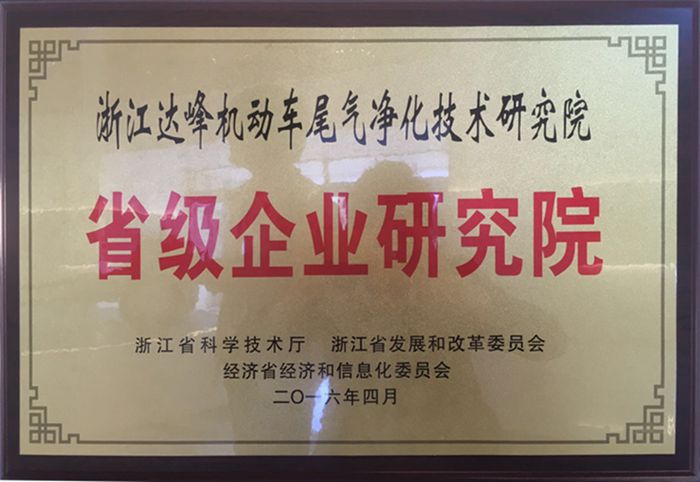 浙江达峰机动车尾气净化技术研究院
省级企业研究院
浙江省科学技术厅 浙江省发展和改革委员会
经济省经济和信息化委员会
二〇一六年四月